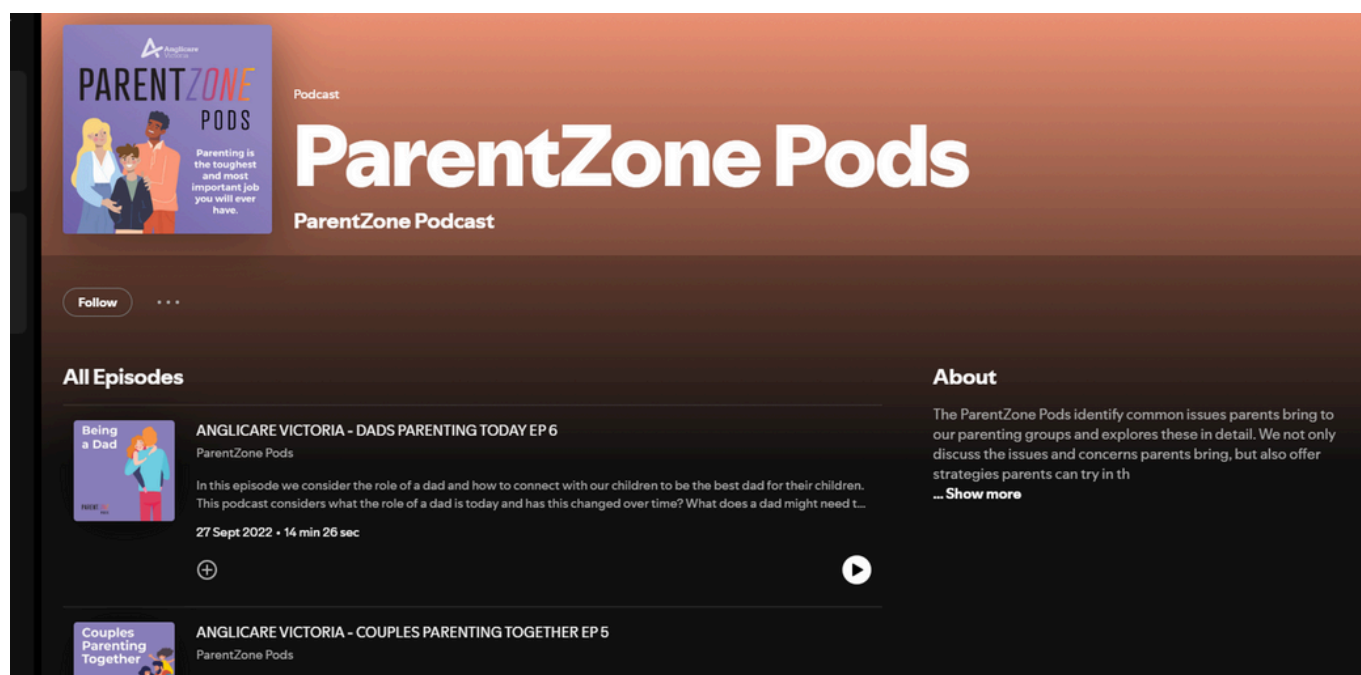 Anglicare
Victoria
PARENTZONE
PODS
Parenting is
the toughest
and most
important job
you will ever
have.
Podcast
ParentZone Pods
ParentZone Podcast
Follow
All Episodes
Being
a Dad
PARENTZONE
ANGLICARE VICTORIA - DADS PARENTING TODAY EP 6
ParentZone Pods
In this episode we consider the role of a dad and how to connect with our children to be the best dad for their children.
This podcast considers what the role of a dad is today and has this changed over time? What does a dad might need t...
27 Sept 2022 • 14 min 26 sec
Couples
Parenting
Together
ANGLICARE VICTORIA - COUPLES PARENTING TOGETHER EP 5
ParentZone Pods
About
The ParentZone Pods identify common issues parents bring to
our parenting groups and explores these in detail. We not only
discuss the issues and concerns parents bring, but also offer
strategies parents can try in th
... Show more